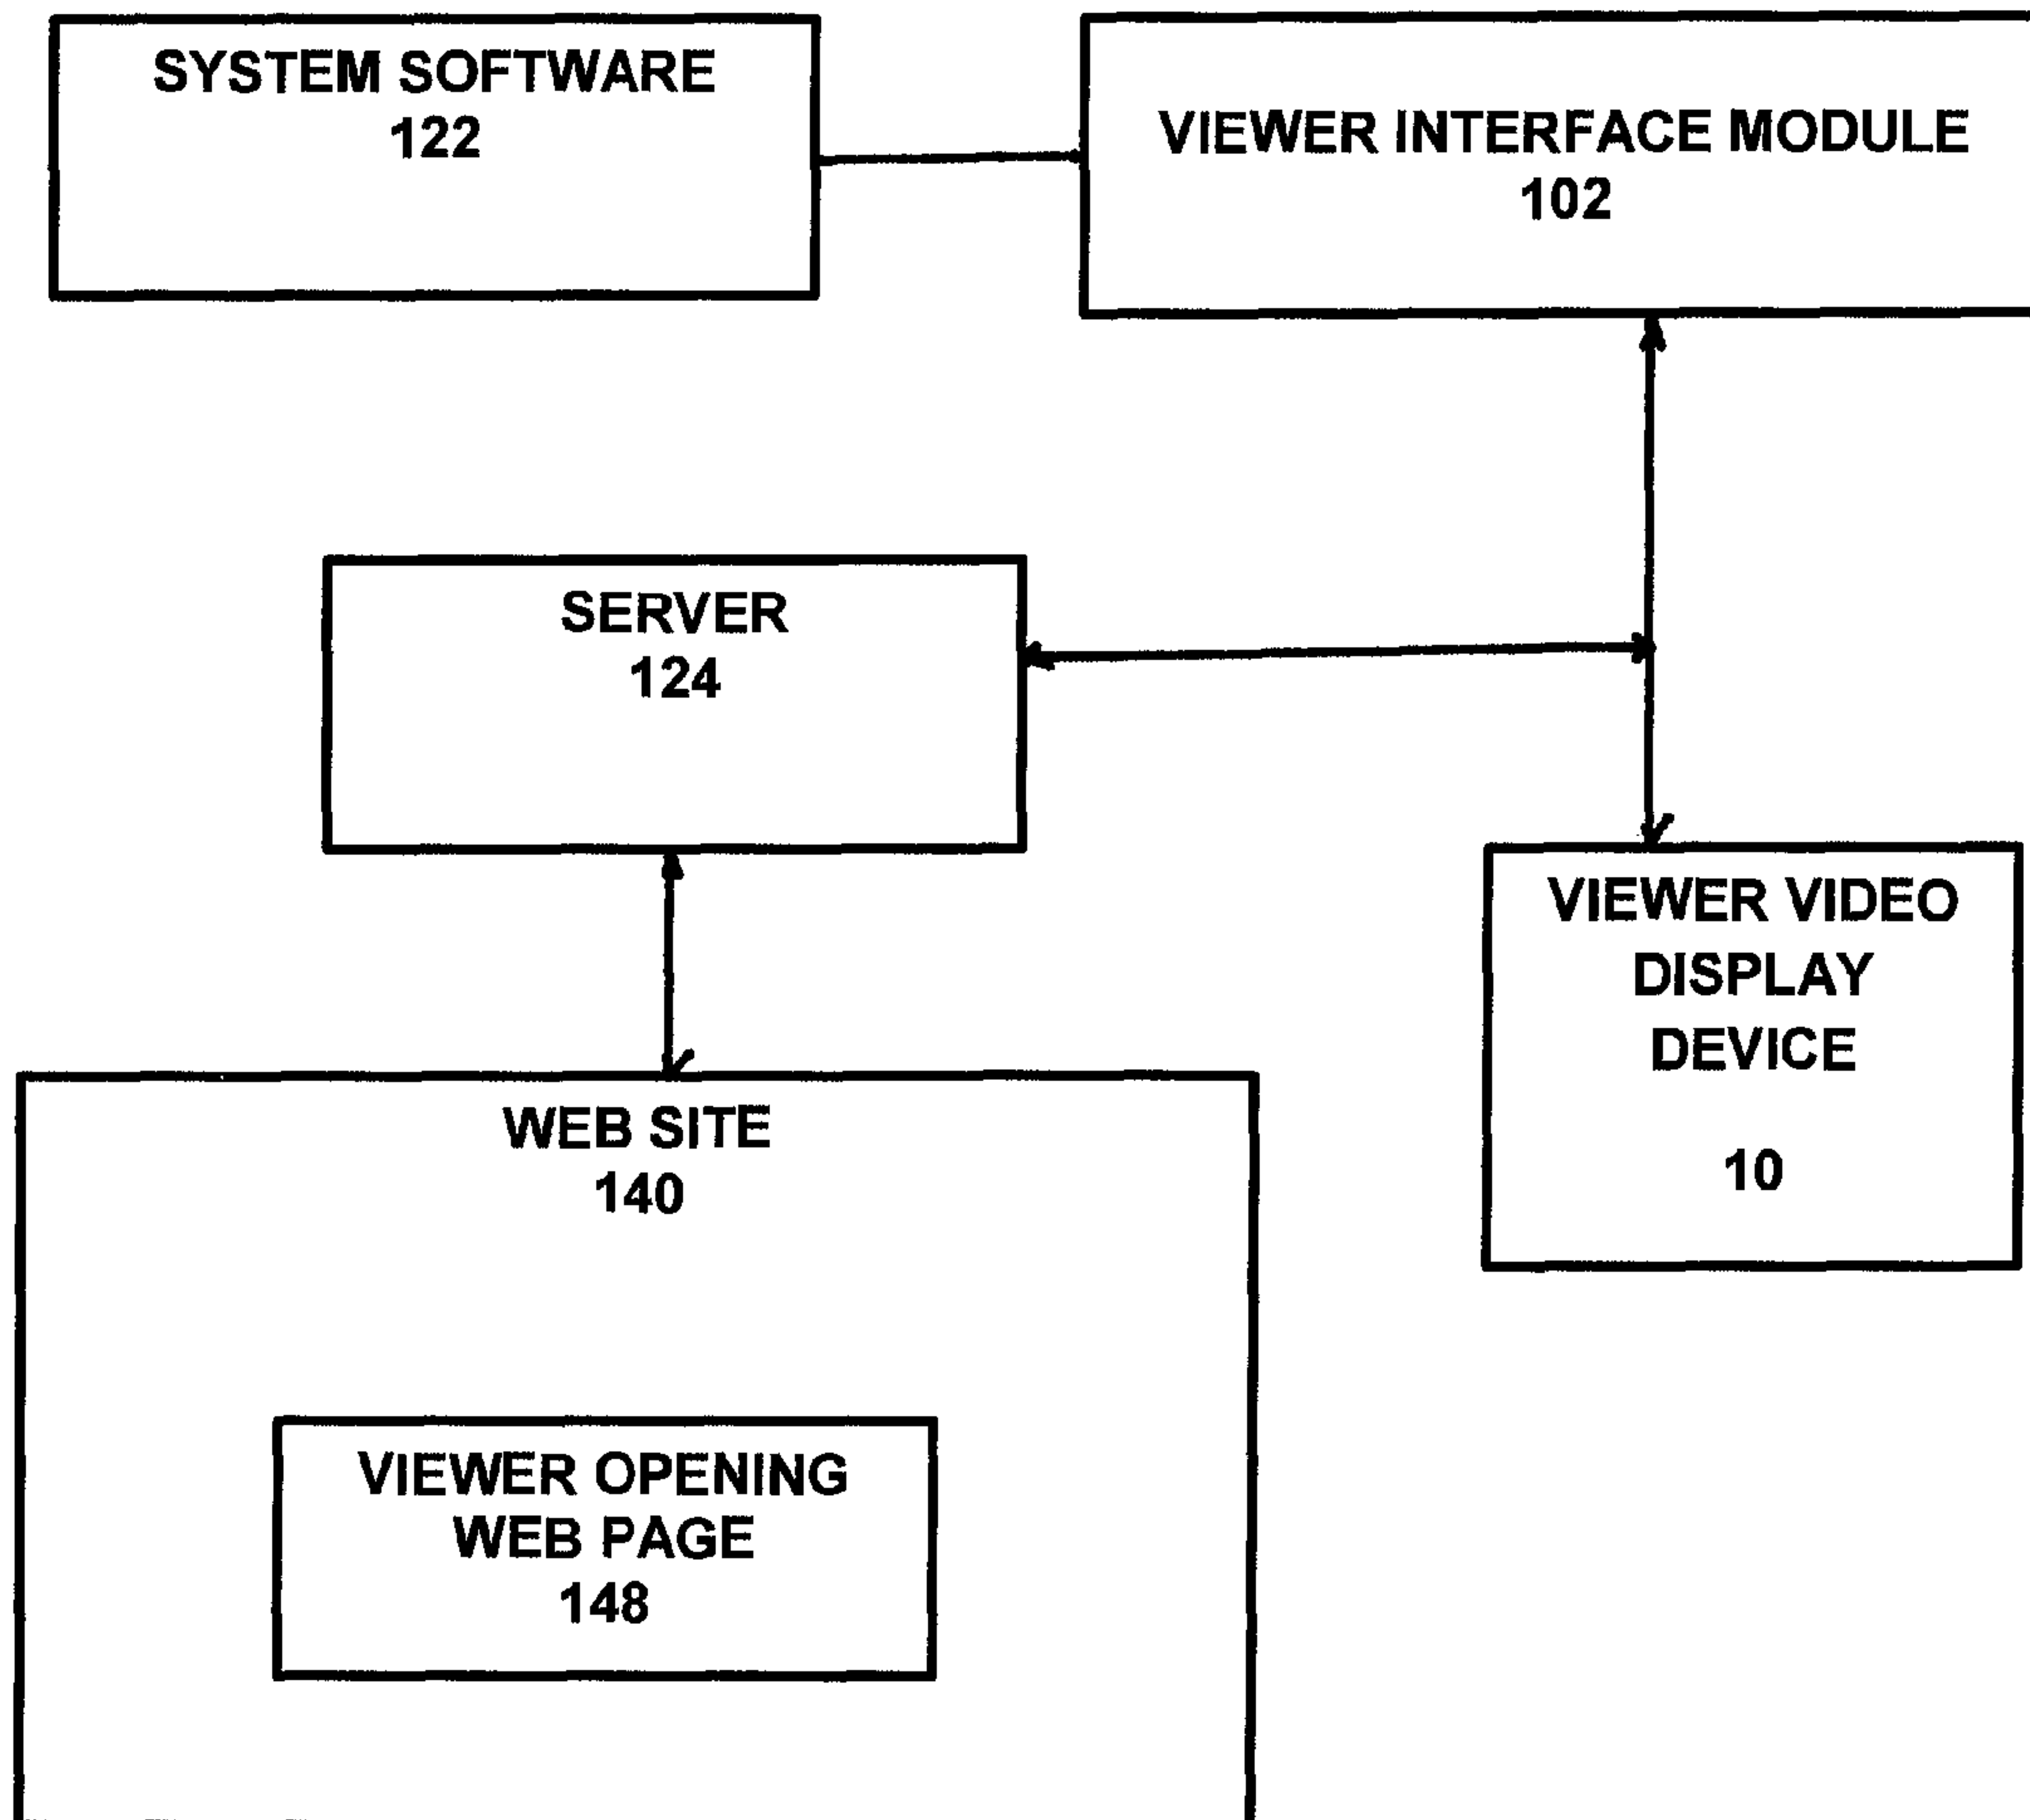 SYSTEM SOFTWARE
122
VIEWER INTERFACE MODULE
102
SERVER
124
VIEWER VIDEO
DISPLAY
DEVICE
10
WEB SITE
140
VIEWER OPENING
WEB PAGE
148